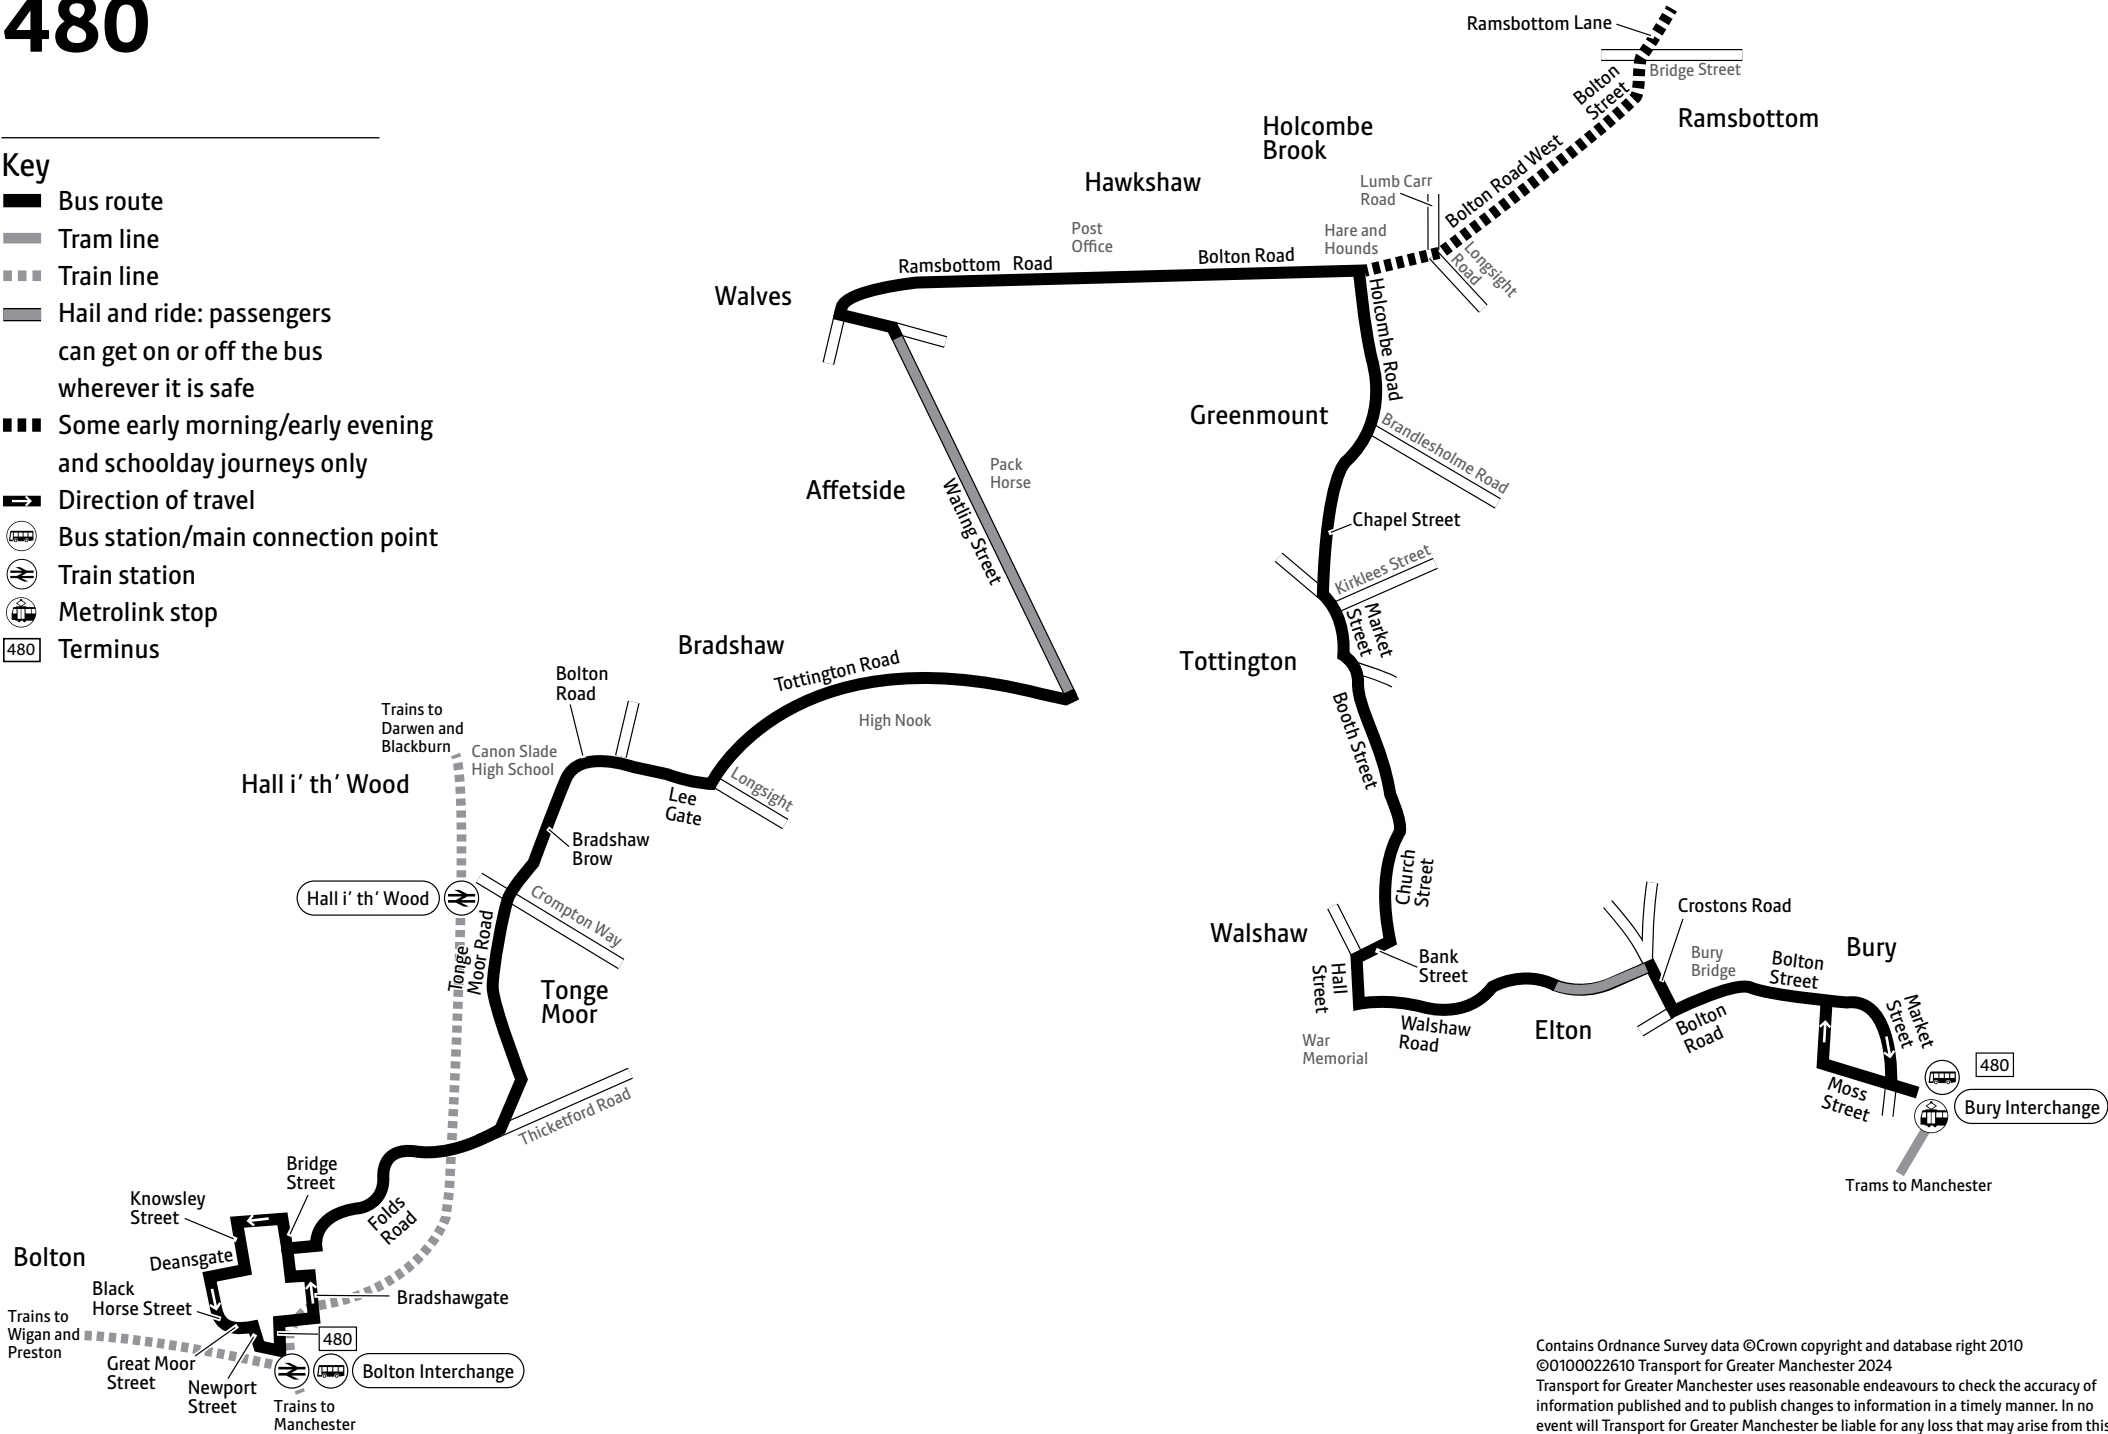 480
Key
Bus route
Tram line
Train line
Hail and ride: passengers
can get on or off the bus
wherever it is safe
Some early morning/early evening
and schoolday journeys only
Direction of travel
Bus station/main connection point
Train station
Metrolink stop
480 Terminus
Ramsbottom Lane
Bridge Street
Bolton
Street
Ramsbottom
Holcombe
Brook
Bolton Road West
Hawkshaw
Lumb Carr
Road
Post
Office
Hare and
Hounds
Longsight
Road
Ramsbottom Road
Bolton Road
Walves
Holcombe Road
Greenmount
Brandlesholme Road
Pack
Horse
Affetside
Watling Street
Chapel Street
Kirklees Street
Market
Street
Bradshaw
Tottington Road
Tottington
Bolton
Road
High Nook
Booth Street
Trains to
Darwen and
Blackburn
Canon Slade
High School
Hall i' th' Wood
Longsight
Lee
Gate
Bradshaw
Brow
Hall i' th' Wood
Crompton Way
Tonge
Moor Road
Tonge
Moor
Church
Street
Walshaw
Bank
Street
Hall
Street
Crostons Road
Bury
Bridge
Bolton
Street
Bury
Market
Street
Walshaw
Road
Elton
Bolton
Road
War
Memorial
Moss
Street
480
Bury Interchange
Trams to Manchester
Thicketford Road
Bridge
Street
Knowsley
Street
Folds
Road
Bolton
Deansgate
Black
Horse Street
Bradshawgate
Trains to
Wigan and
Preston
480
Great Moor
Street
Bolton Interchange
Newport
Street
Trains to
Manchester
Contains Ordnance Survey data ©Crown copyright and database right 2010
©0100022610 Transport for Greater Manchester 2024
Transport for Greater Manchester uses reasonable endeavours to check the accuracy of
information published and to publish changes to information in a timely manner. In no
event will Transport for Greater Manchester be liable for any loss that may arise from this